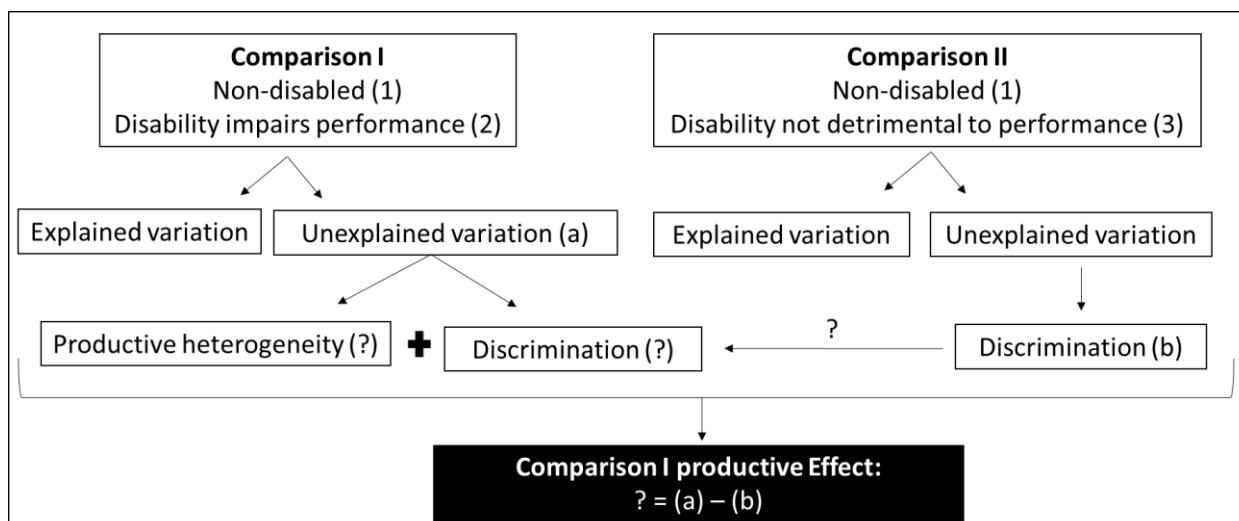 Comparison I
Non-disabled (1)
Disability impairs performance (2)
Comparison II
Non-disabled (1)
Disability not detrimental to performance (3)
Explained variation
Unexplained variation (a)
Explained variation
Unexplained variation
Productive heterogeneity (?)
+
Discrimination (?)
?
Discrimination (b)
Comparison I productive Effect:
? = (a) – (b)